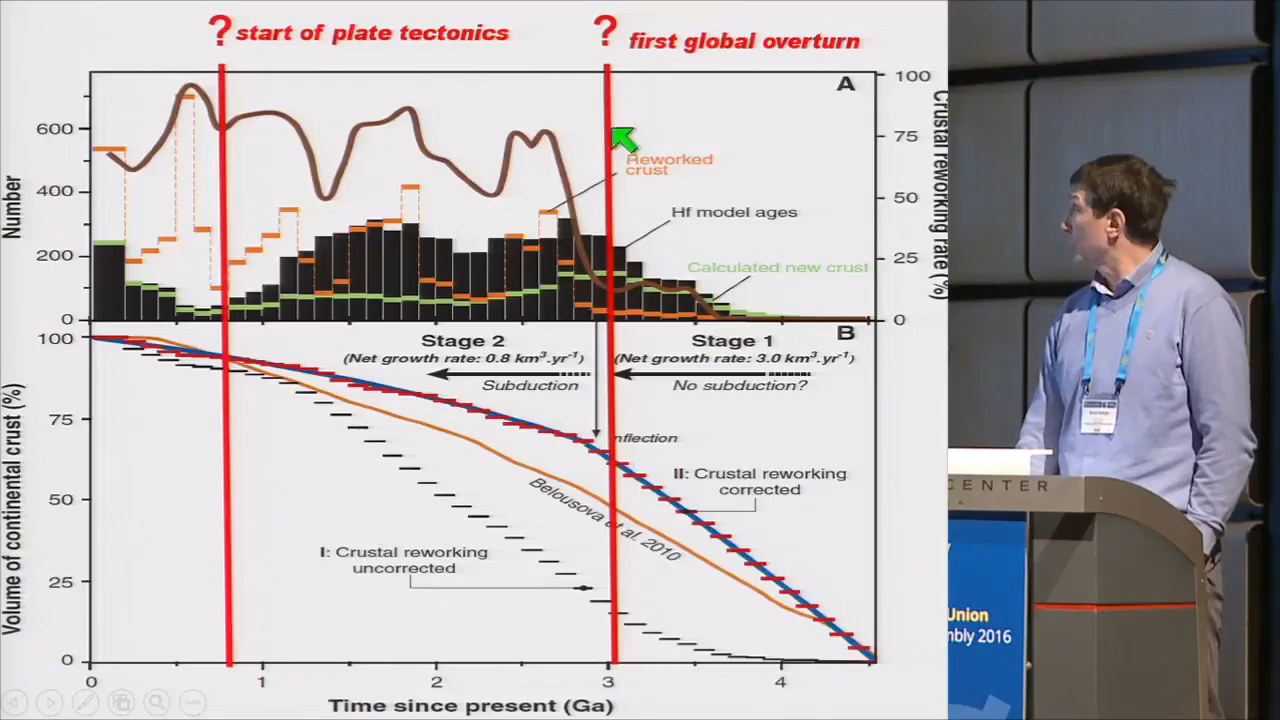 ? start of plate tectonics
? first global overturn
A
100
75
50
25
0
Crustal reworking rate (%)
600
400
200
0
Number
Reworked
crust
Hf model ages
Calculated new crust
B
100
75
50
25
0
Volume of continental crust (%)
Stage 2
(Net growth rate: 0.8 km³.yr⁻¹)
Subduction
Stage 1
(Net growth rate: 3.0 km³.yr⁻¹)
No subduction?
nflection
II: Crustal reworking
corrected
Belousova et al. 2010
I: Crustal reworking
uncorrected
0 1 2 3 4
Time since present (Ga)
CENTER
Union
mbly 2016